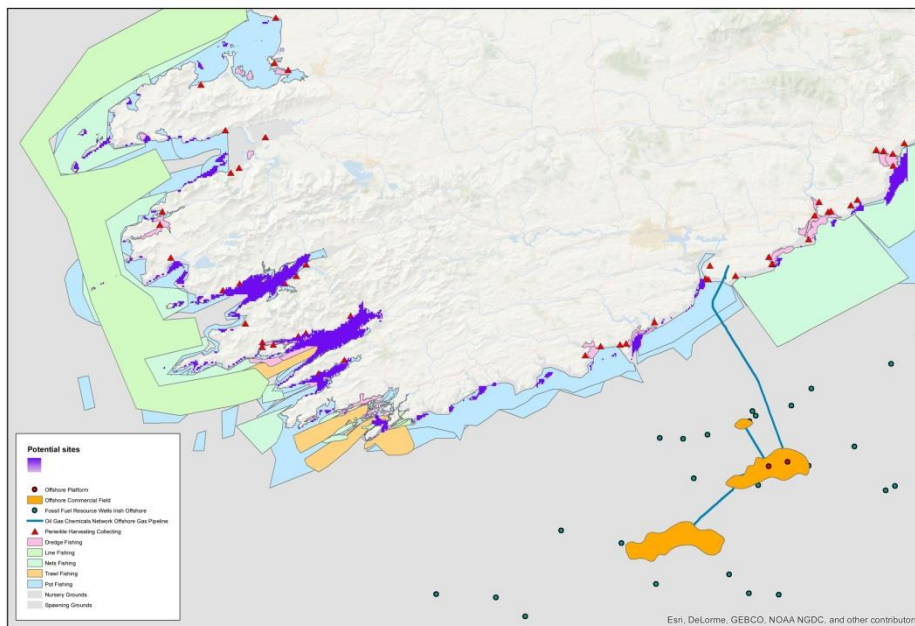 Potential sites
Offshore Platform
Offshore Commercial Field
Fossil Fuel Resource Wells Irish Offshore
Oil Gas Chemicals Network Offshore Gas Pipeline
Periwikle Harvesting Collecting
Dredge Fishing
Line Fishing
Nets Fishing
Trawl Fishing
Pot Fishing
Nursery Grounds
Spawning Grounds
Esri, DeLorme, GEBCO, NOAA NGDC, and other contributors